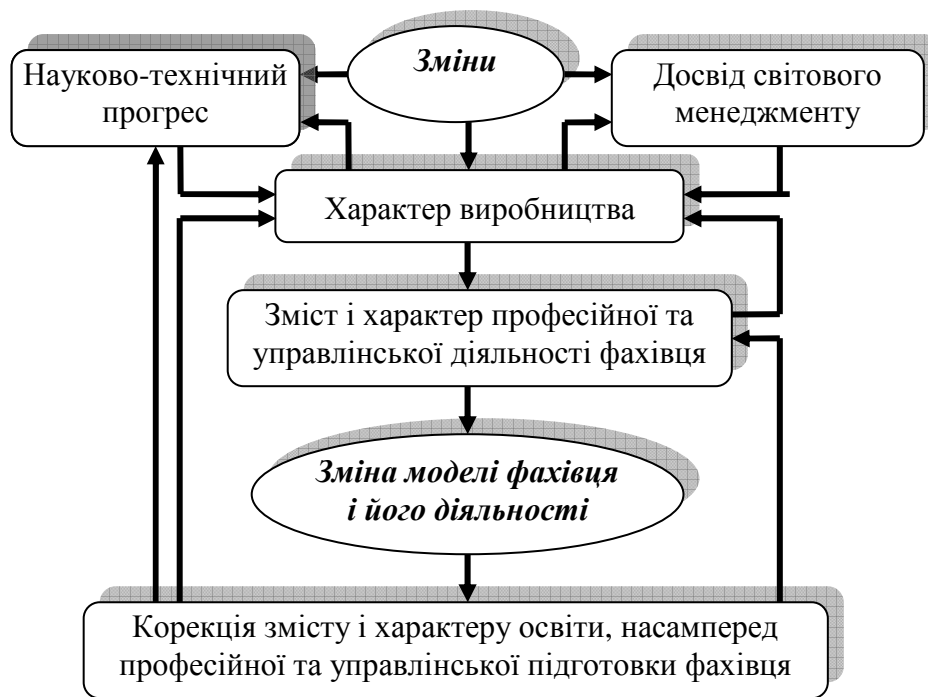 Зміни
Науково-технічний
прогрес
Досвід світового
менеджменту
Характер виробництва
Зміст і характер професійної та
управлінської діяльності фахівця
Зміна моделі фахівця
і його діяльності
Корекція змісту і характеру освіти, насамперед
професійної та управлінської підготовки фахівця